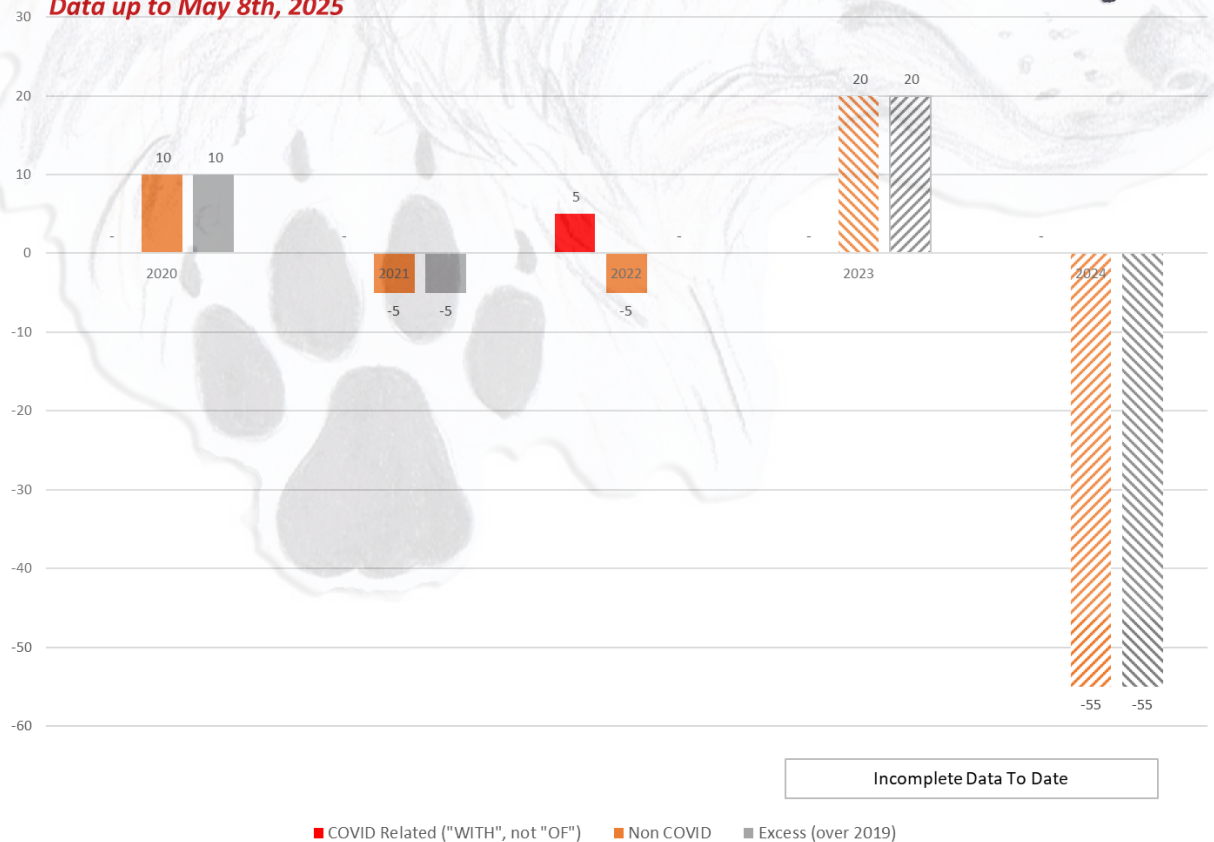 Data up to May 8th, 2025
30
20
10
0
-10
-20
-30
-40
-50
-60
- 10 10
- -5 -5
5 -5 -
- 20 20
- -55 -55
2020 2021 2022 2023 2024
Incomplete Data To Date
COVID Related ("WITH", not "OF") Non COVID Excess (over 2019)